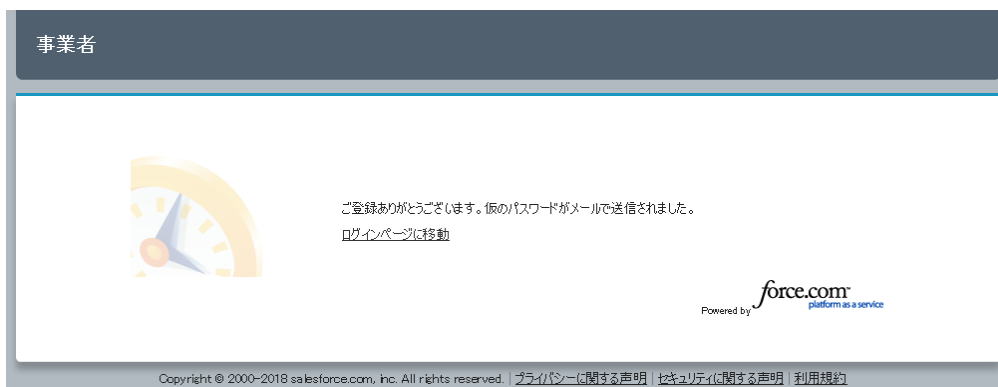 事業者
ご登録ありがとうございます。仮のパスワードがメールで送信されました。
ログインページに移動
Powered by force.com™
platform as a service
Copyright © 2000-2018 salesforce.com, inc. All rights reserved. | プライバシーに関する声明 | セキュリティに関する声明 | 利用規約